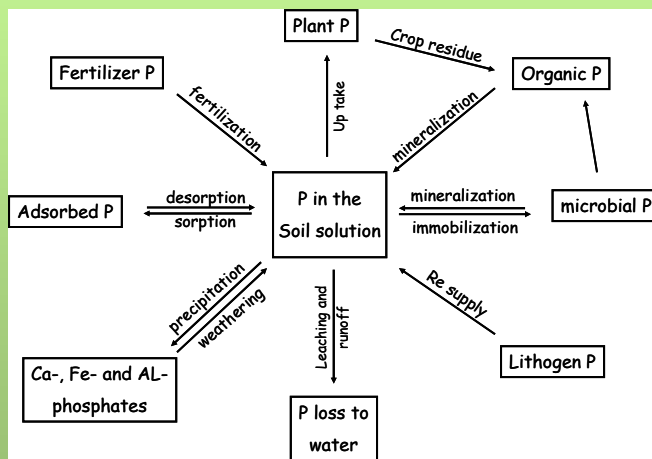 Plant P
Crop residue
Fertilizer P
Organic P
fertilization
Up take
mineralization
P in the
Soil solution
desorption
sorption
Adsorbed P
mineralization
immobilization
microbial P
precipitation
weathering
Leaching and
runoff
Re supply
Lithogen P
Ca-, Fe- and AL-
phosphates
P loss to
water